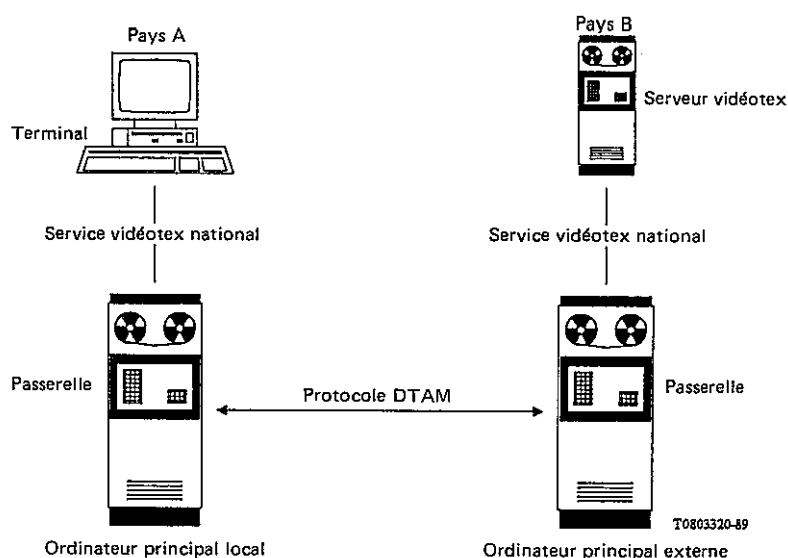 Pays A
Pays B
Serveur vidéotex
Terminal
Service vidéotex national
Service vidéotex national
Passerelle
Protocole DTAM
Passerelle
T0803320-89
Ordinateur principal local
Ordinateur principal externe